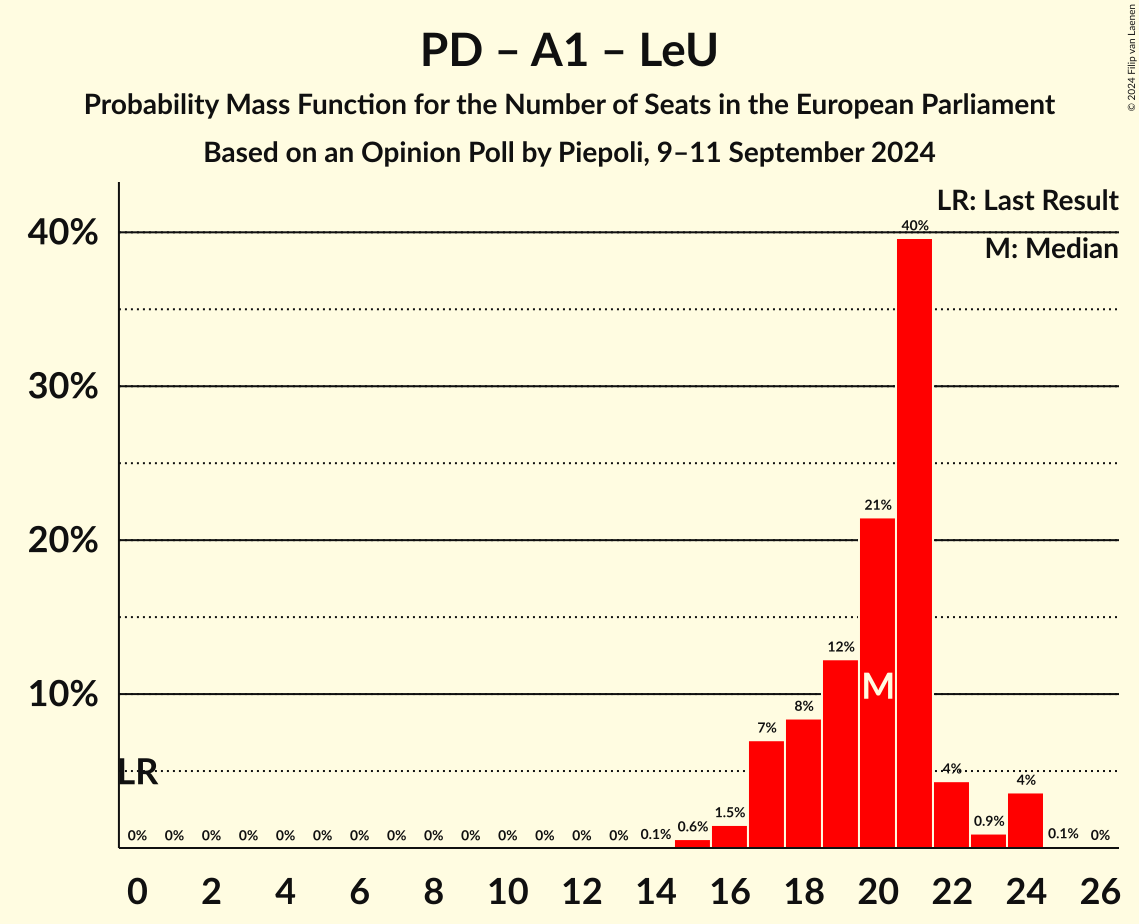 PD – A1 – LeU
Probability Mass Function for the Number of Seats in the European Parliament
Based on an Opinion Poll by Piepoli, 9–11 September 2024
© 2024 Filip van Laenen
LR: Last Result
M: Median
40%
30%
20%
10%
0% 0% 0% 0% 0% 0% 0% 0% 0% 0% 0% 0% 0% 0% 0.1% 0.6% 1.5% 7% 8% 12% 21% 40% 4% 0.9% 4% 0.1% 0%
LR
M
0 2 4 6 8 10 12 14 16 18 20 22 24 26